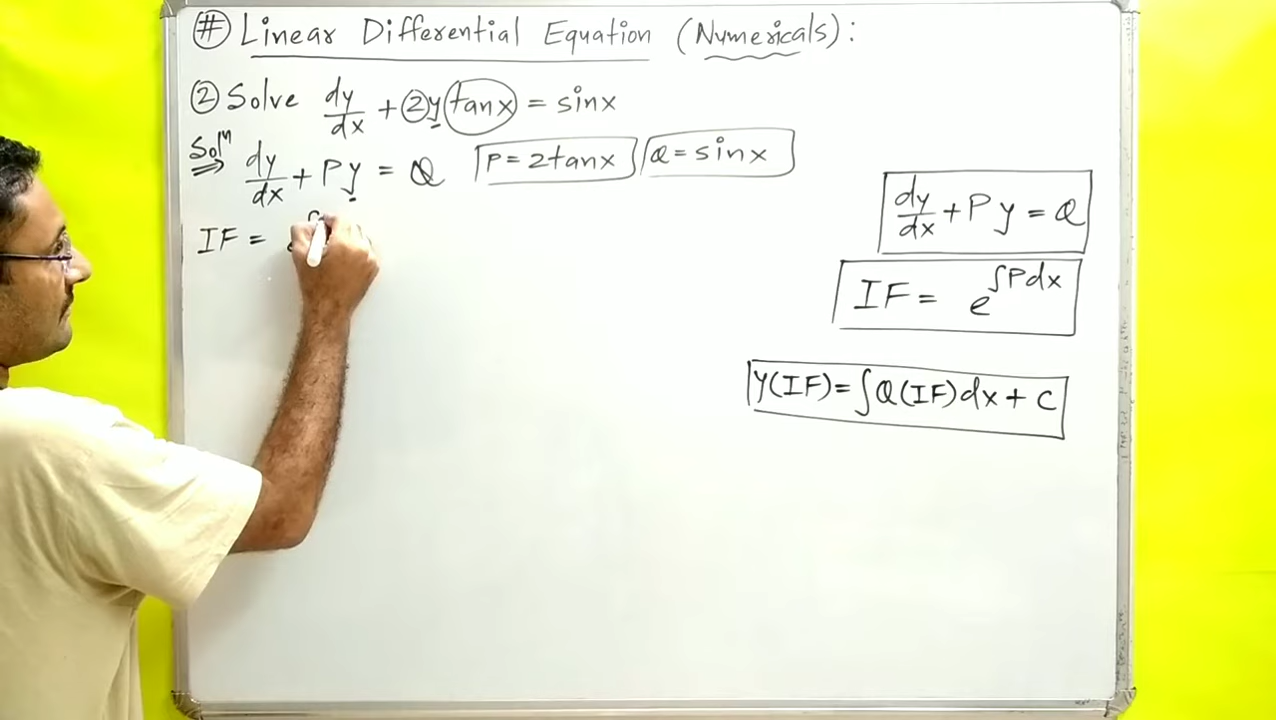 # Linear Differential Equation (Numericals):
② Solve dy/dx + 2y tanx = sinx
Solⁿ dy/dx + Py = Q P = 2tanx Q = sinx
IF =
dy/dx + Py = Q
IF = e^∫Pdx
y(IF) = ∫Q(IF)dx + c